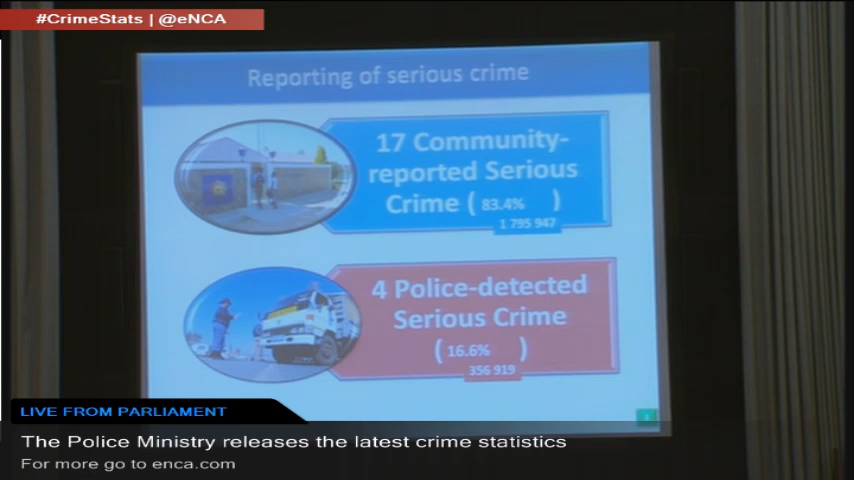 #CrimeStats | @eNCA
Reporting of serious crime
17 Community-
reported Serious
Crime ( 83.4% )
1 795 947
4 Police-detected
Serious Crime
( 16.6% )
356 919
LIVE FROM PARLIAMENT
The Police Ministry releases the latest crime statistics
For more go to enca.com